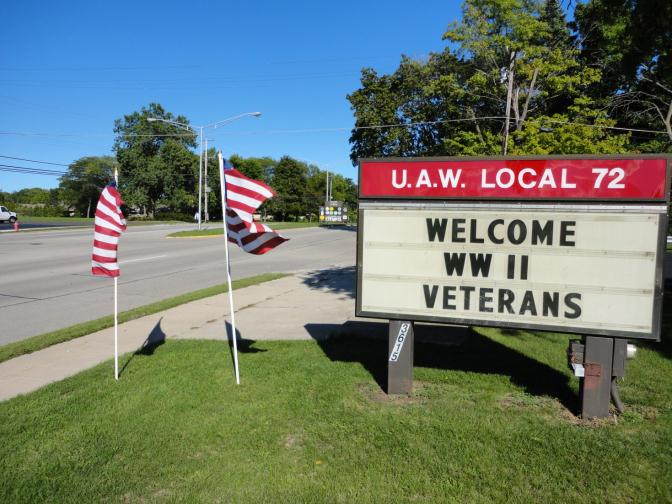 U.A.W. LOCAL 72
WELCOME
WW II
VETERANS
3615